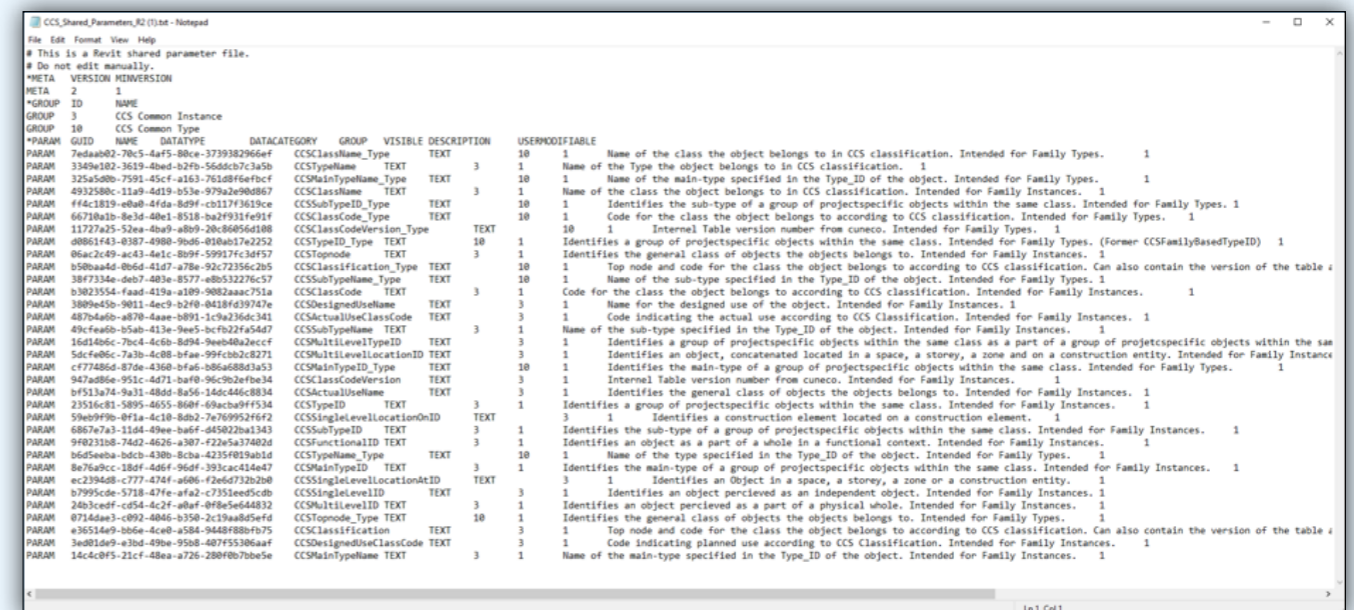 CCS_Shared_Parameters_R2 (1).txt - Notepad
File Edit Format View Help
# This is a Revit shared parameter file.
# Do not edit manually.
*META VERSION MINVERSION
META 2 1
*GROUP ID NAME
GROUP 3 CCS Common Instance
GROUP 10 CCS Common Type
*PARAM GUID NAME DATATYPE DATACATEGORY GROUP VISIBLE DESCRIPTION USERMODIFIABLE
PARAM 7edaab02-70c5-4af5-80ce-3739382966ef CCSClassName_Type TEXT 10 1 Name of the class the object belongs to in CCS classification. Intended for Family Types. 1
PARAM 3349e102-3619-4bed-b2fb-56ddcb7c3a5b CCSTypeName TEXT 3 1 Name of the Type the object belongs to in CCS classification. 1
PARAM 325a5d0b-7591-45cf-a163-761d8f6efbcf CCSMainTypeName_Type TEXT 10 1 Name of the main-type specified in the Type_ID of the object. Intended for Family Types. 1
PARAM 4932580c-11a9-4d19-b53e-979a2e90d867 CCSClassName TEXT 3 1 Name of the class the object belongs to in CCS classification. Intended for Family Instances. 1
PARAM ff4c1819-e0a0-4fda-8d9f-cb117f3619ce CCSSubTypeID_Type TEXT 10 1 Identifies the sub-type of a group of projectspecific objects within the same class. Intended for Family Types. 1
PARAM 66710a1b-8e3d-40e1-8518-ba2f931fe91f CCSClassCode_Type TEXT 10 1 Code for the class the object belongs to according to CCS classification. Intended for Family Types. 1
PARAM 11727a25-52ea-4ba9-a8b9-20c86056d108 CCSClassCodeVersion_Type TEXT 10 1 Internel Table version number from cuneco. Intended for Family Types. 1
PARAM d0861f43-0387-4980-9bd6-010ab17e2252 CCSTypeID_Type TEXT 10 1 Identifies a group of projectspecific objects within the same class. Intended for Family Types. (Former CCSFamilyBasedTypeID) 1
PARAM 06ac2c49-ac43-4e1c-8b9f-59917fc3df57 CCSTopnode TEXT 3 1 Identifies the general class of objects the objects belongs to. Intended for Family Instances. 1
PARAM b50baa4d-0b6d-41d7-a78e-92c72356c2b5 CCSClassification_Type TEXT 10 1 Top node and code for the class the object belongs to according to CCS classification. Can also contain the version of the table a
PARAM 38f7334e-deb7-403e-8577-e8b532276c57 CCSSubTypeName_Type TEXT 10 1 Name of the sub-type specified in the Type_ID of the object. Intended for Family Types. 1
PARAM b3023554-faad-419a-a109-9082aaac751a CCSClassCode TEXT 3 1 Code for the class the object belongs to according to CCS classification. Intended for Family Instances. 1
PARAM 3809e45b-9011-4ec9-b2f0-0418fd39747e CCSDesignedUseName TEXT 3 1 Name for the designed use of the object. Intended for Family Instances. 1
PARAM 487b4a6b-a870-4aae-b891-1c9a236dc341 CCSActualUseClassCode TEXT 3 1 Code indicating the actual use according to CCS Classification. Intended for Family Instances. 1
PARAM 49cfea6b-b5ab-413e-9ee5-bcfb22fa54d7 CCSSubTypeName TEXT 3 1 Name of the sub-type specified in the Type_ID of the object. Intended for Family Instances. 1
PARAM 16d14b6c-7bc4-4c6b-8d94-9eeb40a2eccf CCSMultiLevelTypeID TEXT 3 1 Identifies a group of projectspecific objects within the same class as a part of a group of projetcspecific objects within the sam
PARAM 5dcfe06c-7a3b-4c08-bfae-99fcbb2c8271 CCSMultiLevelLocationID TEXT 3 1 Identifies an object, concatenated located in a space, a storey, a zone and on a construction entity. Intended for Family Instance
PARAM cf77486d-87de-4360-bfa6-b86a688d3a53 CCSMainTypeID_Type TEXT 10 1 Identifies the main-type of a group of projectspecific objects within the same class. Intended for Family Types. 1
PARAM 947ad86e-951c-4d71-baf0-96c9b2efbe34 CCSClassCodeVersion TEXT 3 1 Internel Table version number from cuneco. Intended for Family Instances. 1
PARAM bf513a74-9a31-48dd-8a56-14dc446c8834 CCSActualUseName TEXT 3 1 Identifies the general class of objects the objects belongs to. Intended for Family Instances. 1
PARAM 23516c81-5895-4655-860f-69acba9ff534 CCSTypeID TEXT 3 1 Identifies a group of projectspecific objects within the same class. Intended for Family Instances. 1
PARAM 59eb9f9b-0f1a-4c10-8db2-7e769952f6f2 CCSSingleLevelLocationOnID TEXT 3 1 Identifies a construction element located on a construction element. 1
PARAM 6867e7a3-11d4-49ee-ba6f-d45022ba1343 CCSSubTypeID TEXT 3 1 Identifies the sub-type of a group of projectspecific objects within the same class. Intended for Family Instances. 1
PARAM 9f0231b8-74d2-4626-a307-f22e5a37402d CCSFunctionalID TEXT 3 1 Identifies an object as a part of a whole in a functional context. Intended for Family Instances. 1
PARAM b6d5eeba-bdcb-430b-8cba-4235f019ab1d CCSTypeName_Type TEXT 10 1 Name of the type specified in the Type_ID of the object. Intended for Family Types. 1
PARAM 8e76a9cc-18df-4d6f-96df-393cac414e47 CCSMainTypeID TEXT 3 1 Identifies the main-type of a group of projectspecific objects within the same class. Intended for Family Instances. 1
PARAM ec2394d8-c777-474f-a606-f2e6d732b2b0 CCSSingleLevelLocationAtID TEXT 3 1 Identifies an Object in a space, a storey, a zone or a construction entity. 1
PARAM b7995cde-5718-47fe-afa2-c7351eed5cdb CCSSingleLevelID TEXT 3 1 Identifies an object percieved as an independent object. Intended for Family Instances. 1
PARAM 24b3cedf-cd54-4c2f-a0af-0f8e5e644832 CCSMultiLevelID TEXT 3 1 Identifies an object percieved as a part of a physical whole. Intended for Family Instances. 1
PARAM 0714dae3-c092-4046-b350-2c19aa8d5efd CCSTopnode_Type TEXT 10 1 Identifies the general class of objects the objects belongs to. Intended for Family Types. 1
PARAM e36514e9-bb6e-4ce0-a584-9448f88bfb75 CCSClassification TEXT 3 1 Top node and code for the class the object belongs to according to CCS classification. Can also contain the version of the table a
PARAM 3ed01de9-e3bd-49be-95b8-407f55306aaf CCSDesignedUseClassCode TEXT 3 1 Code indicating planned use according to CCS Classification. Intended for Family Instances. 1
PARAM 14c4c0f5-21cf-48ea-a726-280f0b7bbe5e CCSMainTypeName TEXT 3 1 Name of the main-type specified in the Type_ID of the object. Intended for Family Instances. 1
Ln 1, Col 1